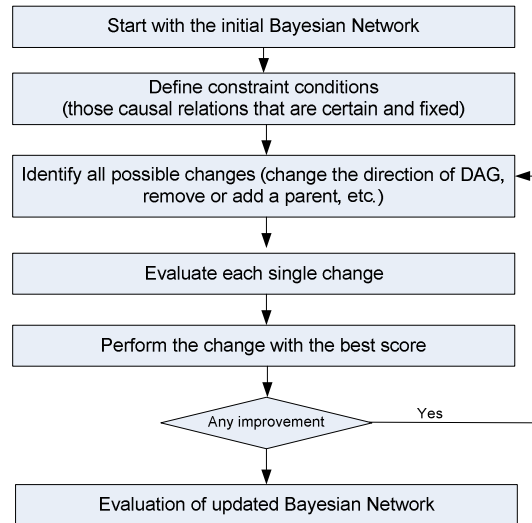 Start with the initial Bayesian Network
Define constraint conditions
(those causal relations that are certain and fixed)
Identify all possible changes (change the direction of DAG,
remove or add a parent, etc.)
Evaluate each single change
Perform the change with the best score
Any improvement
Yes
Evaluation of updated Bayesian Network